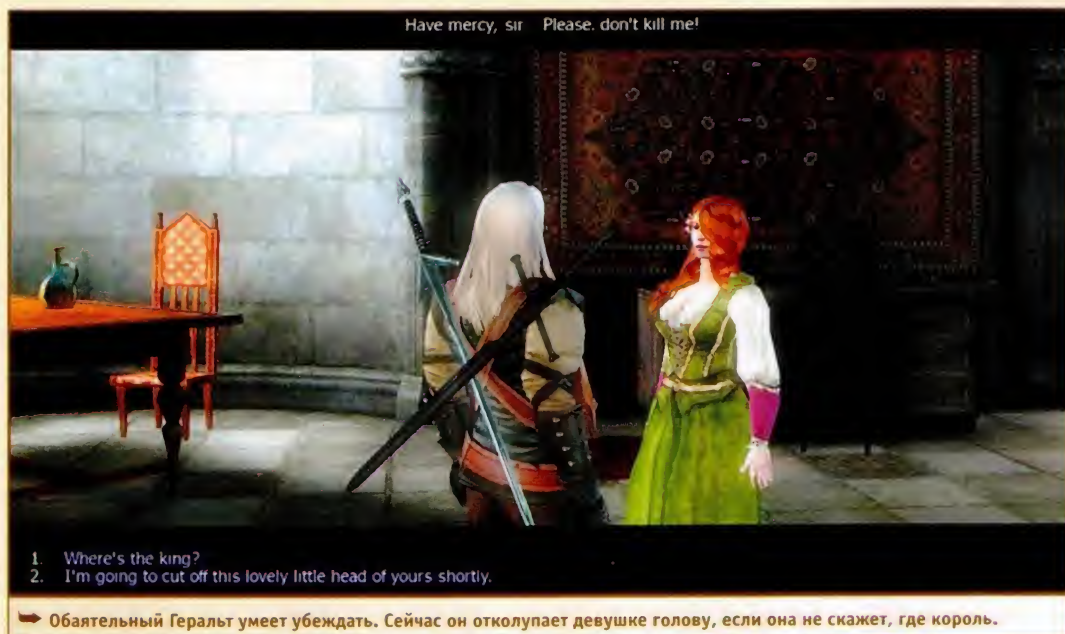 Have mercy, sir Please. don't kill me!
1. Where's the king?
2. I'm going to cut off this lovely little head of yours shortly.
Обаятельный Геральт умеет убеждать. Сейчас он отколупает девушке голову, если она не скажет, где король.